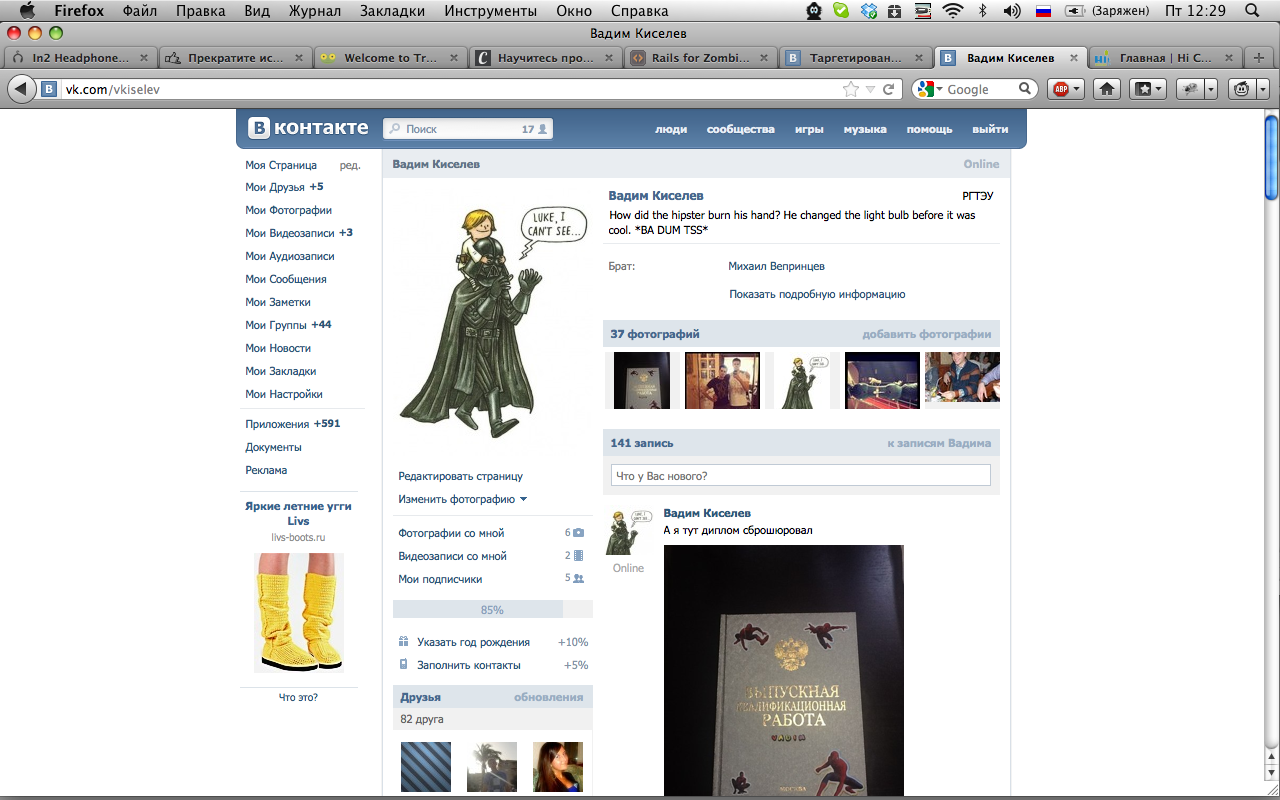 Firefox Файл Правка Вид Журнал Закладки Инструменты Окно Справка (Заряжен) Пт 12:29
Вадим Киселев
In2 Headphone... Прекратите ис... Welcome to Tr... Научитесь про... Rails for Zombi... Таргетирован... Вадим Киселев Главная | Hi C...
vk.com/vkiselev Google ABP
В контакте Поиск 17 люди сообщества игры музыка помощь выйти
Моя Страница ред.
Мои Друзья +5
Мои Фотографии
Мои Видеозаписи +3
Мои Аудиозаписи
Мои Сообщения
Мои Заметки
Мои Группы +44
Мои Новости
Мои Закладки
Мои Настройки
Приложения +591
Документы
Реклама
Яркие летние угги
Livs
livs-boots.ru
Что это?
Вадим Киселев Online
LUKE, I
CAN'T SEE...
Редактировать страницу
Изменить фотографию
Фотографии со мной 6
Видеозаписи со мной 2
Мои подписчики 5
85%
Указать год рождения +10%
Заполнить контакты +5%
Друзья обновления
82 друга
Вадим Киселев РГТЭУ
How did the hipster burn his hand? He changed the light bulb before it was
cool. *BA DUM TSS*
Брат: Михаил Вепринцев
Показать подробную информацию
37 фотографий добавить фотографии
141 запись к записям Вадима
Что у Вас нового?
Вадим Киселев
А я тут диплом сброшюровал
Online
ВЫПУСКНАЯ
КВАЛИФИКАЦИОННАЯ
РАБОТА
VADIM
МОСКВА